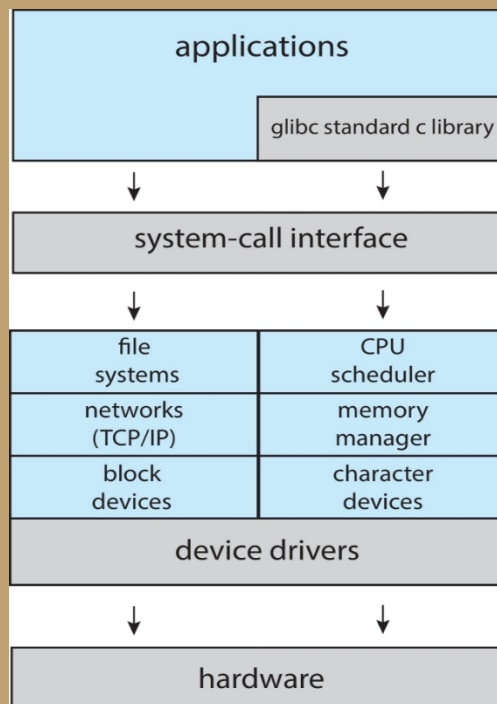 applications
glibc standard c library
system-call interface
file
systems
CPU
scheduler
networks
(TCP/IP)
memory
manager
block
devices
character
devices
device drivers
hardware